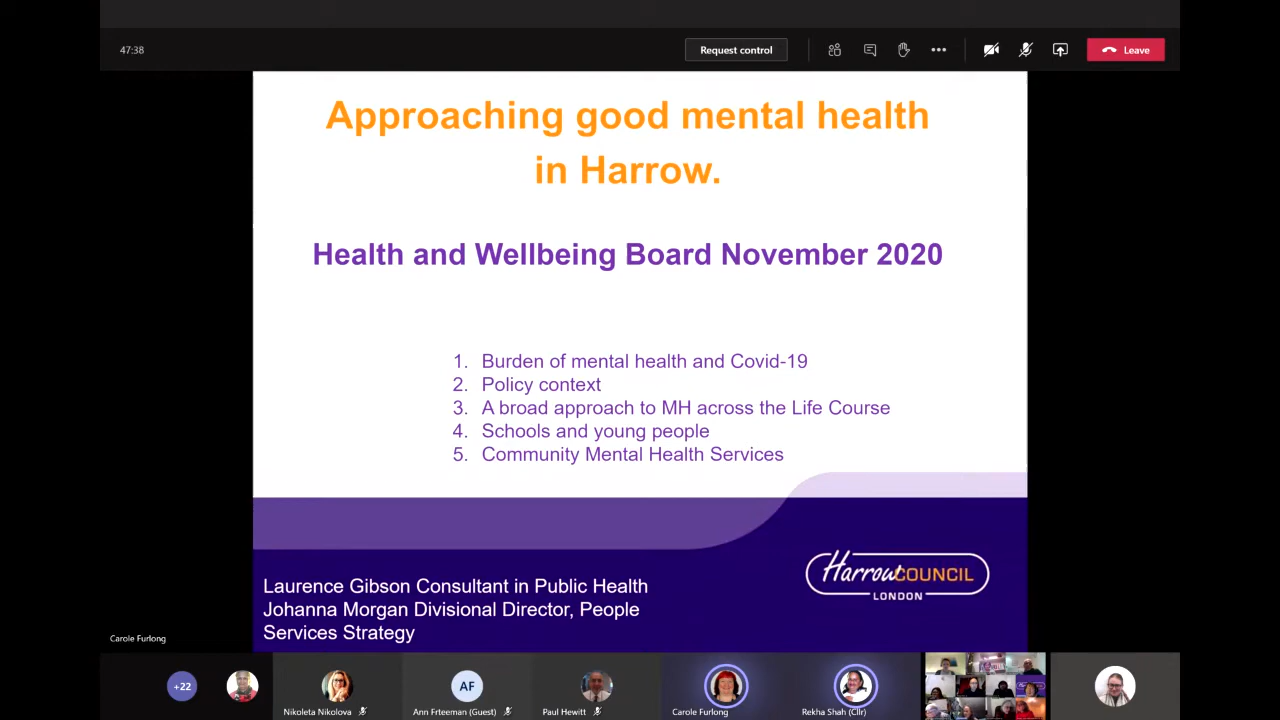 47:38
Request control
Leave
Approaching good mental health
in Harrow.
Health and Wellbeing Board November 2020
1. Burden of mental health and Covid-19
2. Policy context
3. A broad approach to MH across the Life Course
4. Schools and young people
5. Community Mental Health Services
HarrowCOUNCIL
LONDON
Laurence Gibson Consultant in Public Health
Johanna Morgan Divisional Director, People
Services Strategy
Carole Furlong
+22
AF
Nikoleta Nikolova
Ann Frteeman (Guest)
Paul Hewitt
Carole Furlong
Rekha Shah (Cllr)